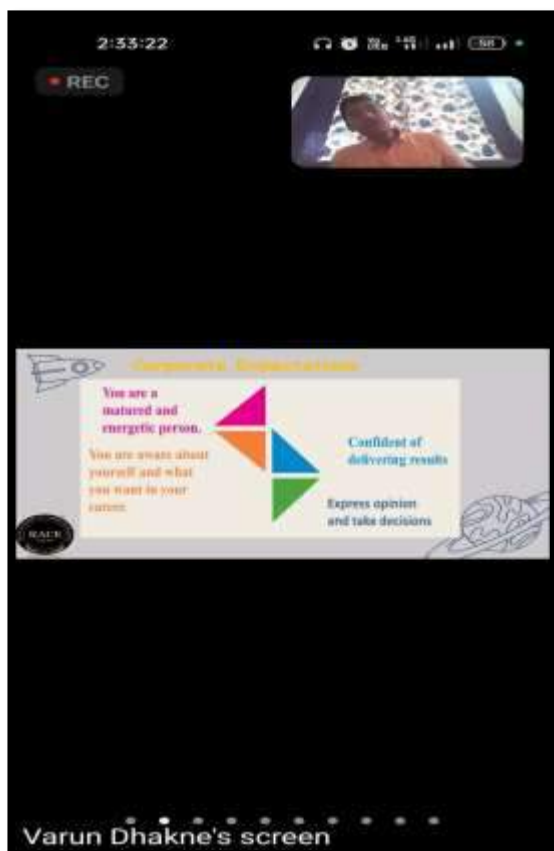 2:33:22
58
REC
Corporate Expectations
You are a
matured and
energetic person.
You are aware about
yourself and what
you want in your
career.
Confident of
delivering results
Express opinion
and take decisions
RACE
Varun Dhakne's screen